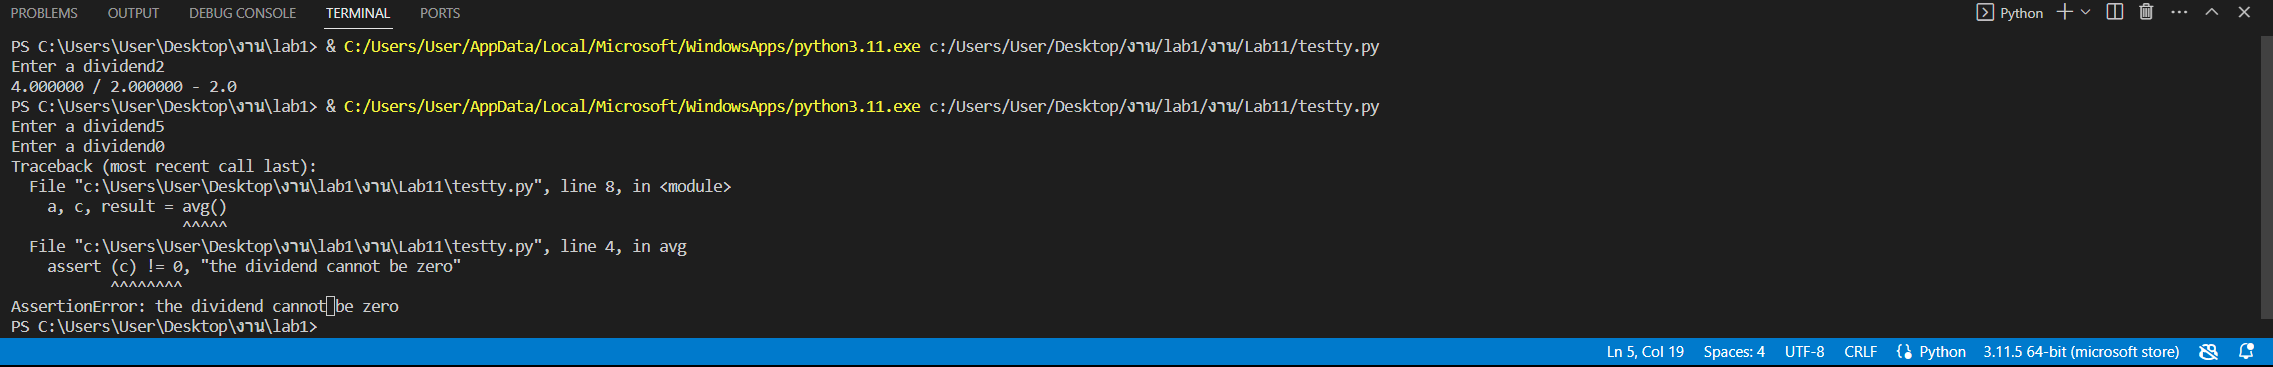 PROBLEMS OUTPUT DEBUG CONSOLE TERMINAL PORTS Python
PS C:\Users\User\Desktop\งาน\lab1> & C:/Users/User/AppData/Local/Microsoft/WindowsApps/python3.11.exe c:/Users/User/Desktop/งาน/lab1/งาน/Lab11/testty.py
Enter a dividend2
4.000000 / 2.000000 - 2.0
PS C:\Users\User\Desktop\งาน\lab1> & C:/Users/User/AppData/Local/Microsoft/WindowsApps/python3.11.exe c:/Users/User/Desktop/งาน/lab1/งาน/Lab11/testty.py
Enter a dividend5
Enter a dividend0
Traceback (most recent call last):
  File "c:\Users\User\Desktop\งาน\lab1\งาน\Lab11\testty.py", line 8, in <module>
    a, c, result = avg()
                   ^^^^^
  File "c:\Users\User\Desktop\งาน\lab1\งาน\Lab11\testty.py", line 4, in avg
    assert (c) != 0, "the dividend cannot be zero"
           ^^^^^^^^
AssertionError: the dividend cannot be zero
PS C:\Users\User\Desktop\งาน\lab1>
Ln 5, Col 19 Spaces: 4 UTF-8 CRLF Python 3.11.5 64-bit (microsoft store)